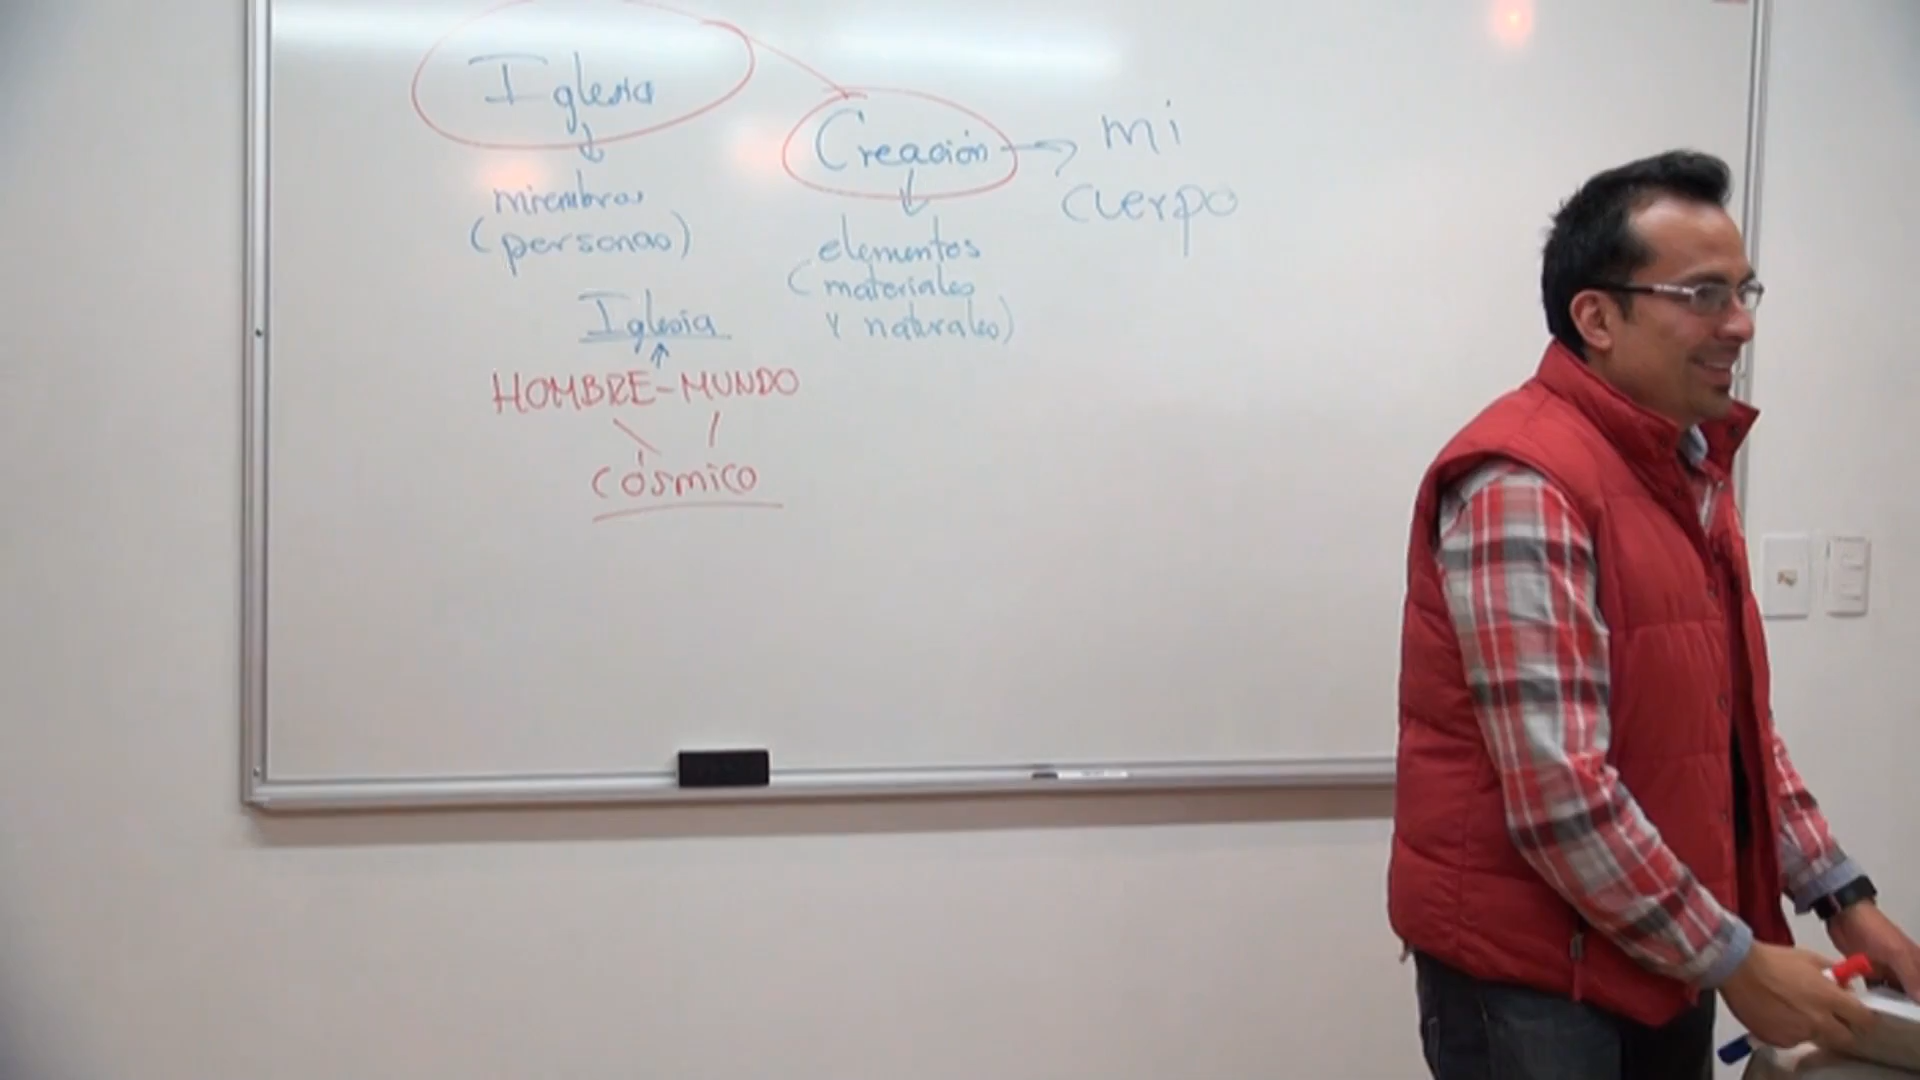 Iglesia
miembros
(personas)
Creación
elementos
(materiales
y naturales)
mi
cuerpo
Iglesia
HOMBRE-MUNDO
cósmico